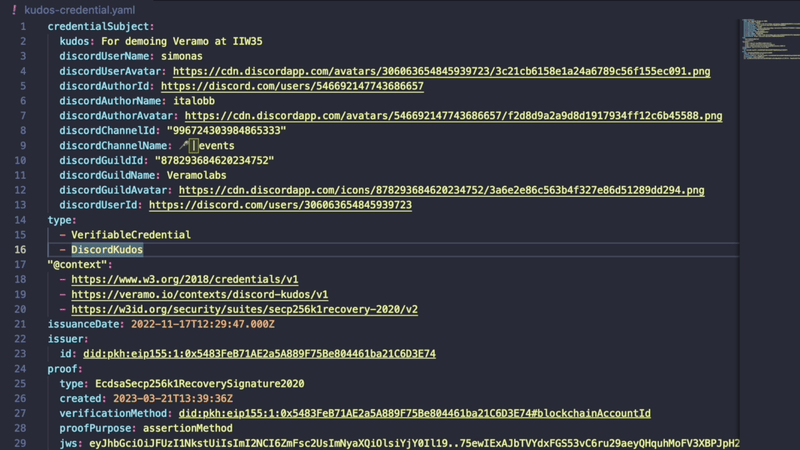 ! kudos-credential.yaml
1 credentialSubject:
2 kudos: For demoing Veramo at IIW35
3 discordUserName: simonas
4 discordUserAvatar: https://cdn.discordapp.com/avatars/306063654845939723/3c21cb6158e1a24a6789c56f155ec091.png
5 discordAuthorId: https://discord.com/users/546692147743686657
6 discordAuthorName: italobb
7 discordAuthorAvatar: https://cdn.discordapp.com/avatars/546692147743686657/f2d8d9a2a9d8d1917934ff12c6b45588.png
8 discordChannelId: "996724303984865333"
9 discordChannelName: 🎤┃events
10 discordGuildId: "878293684620234752"
11 discordGuildName: Veramolabs
12 discordGuildAvatar: https://cdn.discordapp.com/icons/878293684620234752/3a6e2e86c563b4f327e86d51289dd294.png
13 discordUserId: https://discord.com/users/306063654845939723
14 type:
15 - VerifiableCredential
16 - DiscordKudos
17 "@context":
18 - https://www.w3.org/2018/credentials/v1
19 - https://veramo.io/contexts/discord-kudos/v1
20 - https://w3id.org/security/suites/secp256k1recovery-2020/v2
21 issuanceDate: 2022-11-17T12:29:47.000Z
22 issuer:
23 id: did:pkh:eip155:1:0x5483FeB71AE2a5A889F75Be804461ba21C6D3E74
24 proof:
25 type: EcdsaSecp256k1RecoverySignature2020
26 created: 2023-03-21T13:39:36Z
27 verificationMethod: did:pkh:eip155:1:0x5483FeB71AE2a5A889F75Be804461ba21C6D3E74#blockchainAccountId
28 proofPurpose: assertionMethod
29 jws: eyJhbGciOiJFUzI1NkstUiIsImI2NCI6ZmFsc2UsImNyaXQiOlsiYjY0Il19..75ewIExAJbTVYdxFGS53vC6ru29aeyQHquhMoFV3XBPJpH2